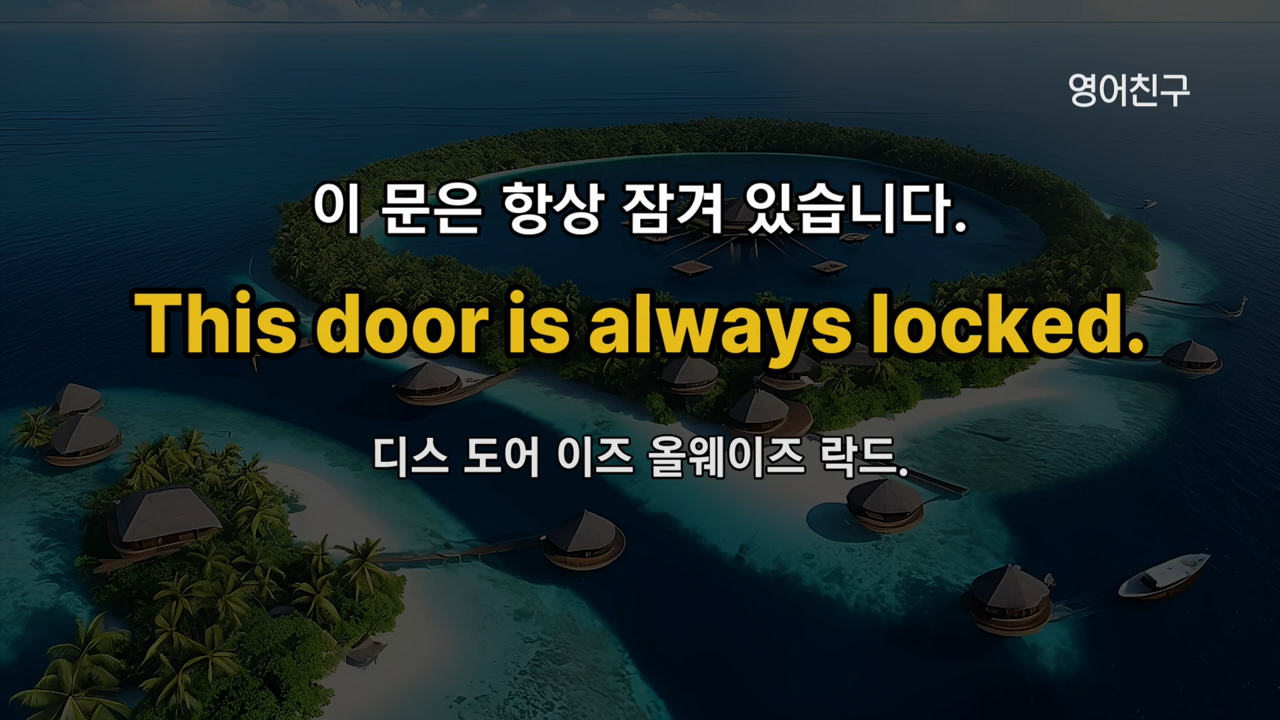 영어친구
이 문은 항상 잠겨 있습니다.
This door is always locked.
디스 도어 이즈 올웨이즈 락드.